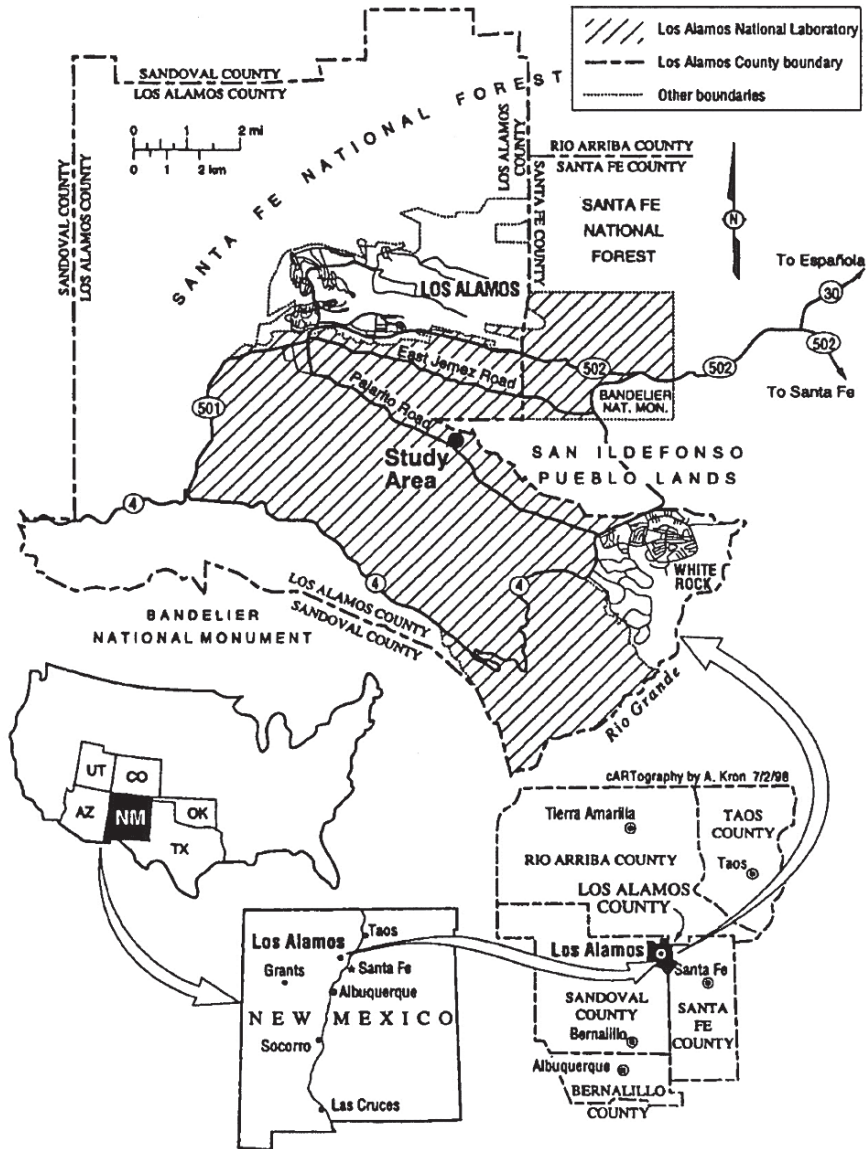 Los Alamos National Laboratory
Los Alamos County boundary
Other boundaries
SANDOVAL COUNTY
LOS ALAMOS COUNTY
0 1 2 mi
0 1 2 km
SANTA FE NATIONAL FOREST
SANDOVAL COUNTY
LOS ALAMOS COUNTY
LOS ALAMOS
COUNTY
SANTA FE COUNTY
RIO ARRIBA COUNTY
SANTA FE COUNTY
SANTA FE
NATIONAL
FOREST
N
To Española
30
502
To Santa Fe
LOS ALAMOS
East Jemez Road
Pajarito Road
502
502
BANDELIER
NAT. MON.
501
Study
Area
SAN ILDEFONSO
PUEBLO LANDS
4
4
4
WHITE
ROCK
LOS ALAMOS COUNTY
SANDOVAL COUNTY
BANDELIER
NATIONAL MONUMENT
Rio Grande
cARTography by A. Kron 7/2/98
UT
CO
AZ
NM
OK
TX
Tierra Amarilla
TAOS
COUNTY
RIO ARRIBA COUNTY
Taos
LOS ALAMOS
COUNTY
Los Alamos
Santa Fe
SANDOVAL
COUNTY
SANTA
FE
COUNTY
Bernalillo
Albuquerque
BERNALILLO
COUNTY
Taos
Los Alamos
Grants
Santa Fe
Albuquerque
NEW MEXICO
Socorro
Las Cruces